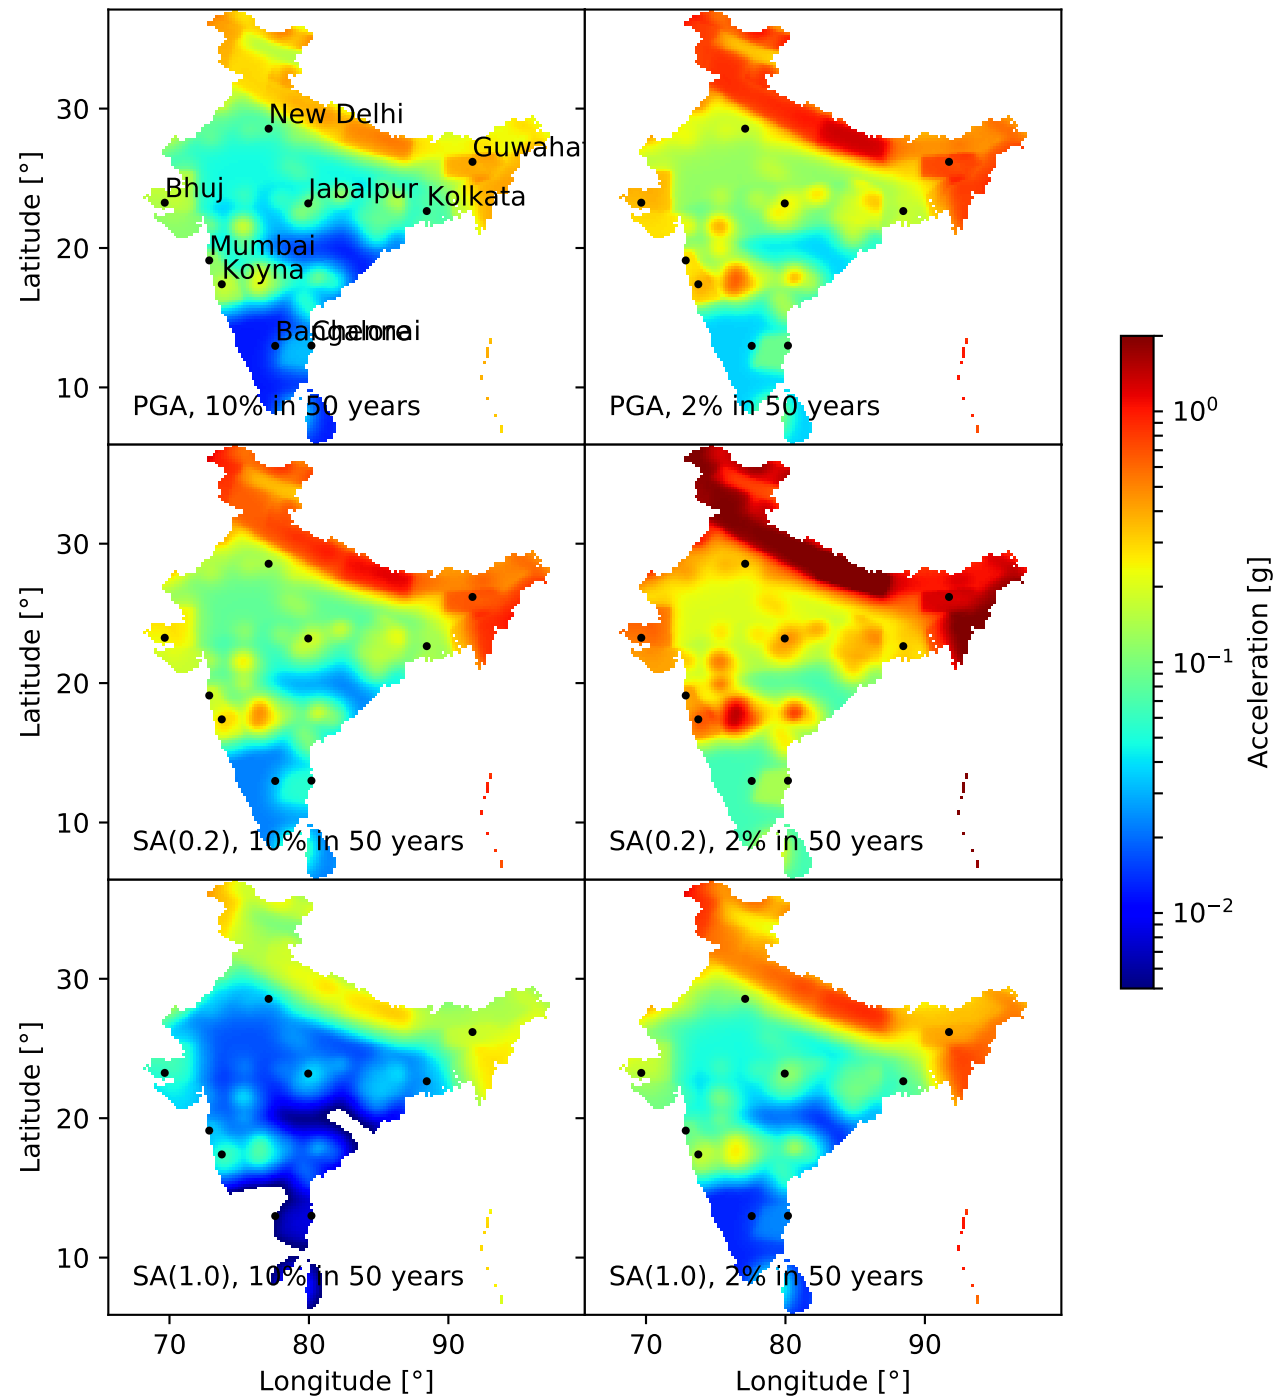 30
20
10
Latitude [°]
New Delhi
Guwaha
Bhuj
Jabalpur
Kolkata
Mumbai
Koyna
Bangalore
Chennai
PGA, 10% in 50 years
PGA, 2% in 50 years
30
20
10
Latitude [°]
SA(0.2), 10% in 50 years
SA(0.2), 2% in 50 years
30
20
10
Latitude [°]
SA(1.0), 10% in 50 years
SA(1.0), 2% in 50 years
70 80 90
Longitude [°]
70 80 90
Longitude [°]
10⁰
10⁻¹
10⁻²
Acceleration [g]